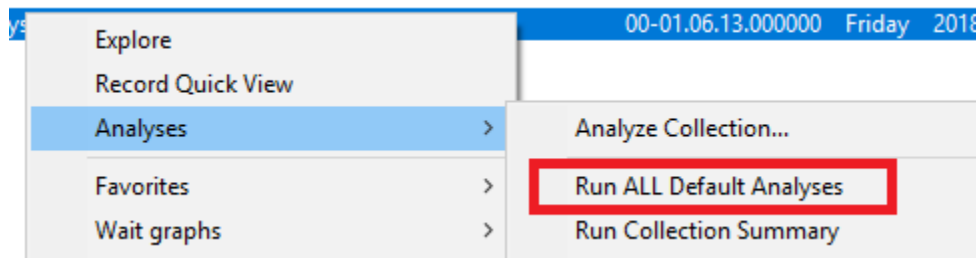 ys 00-01.06.13.000000 Friday 2018
Explore
Record Quick View
Analyses >
Analyze Collection...
Favorites >
Run ALL Default Analyses
Wait graphs >
Run Collection Summary